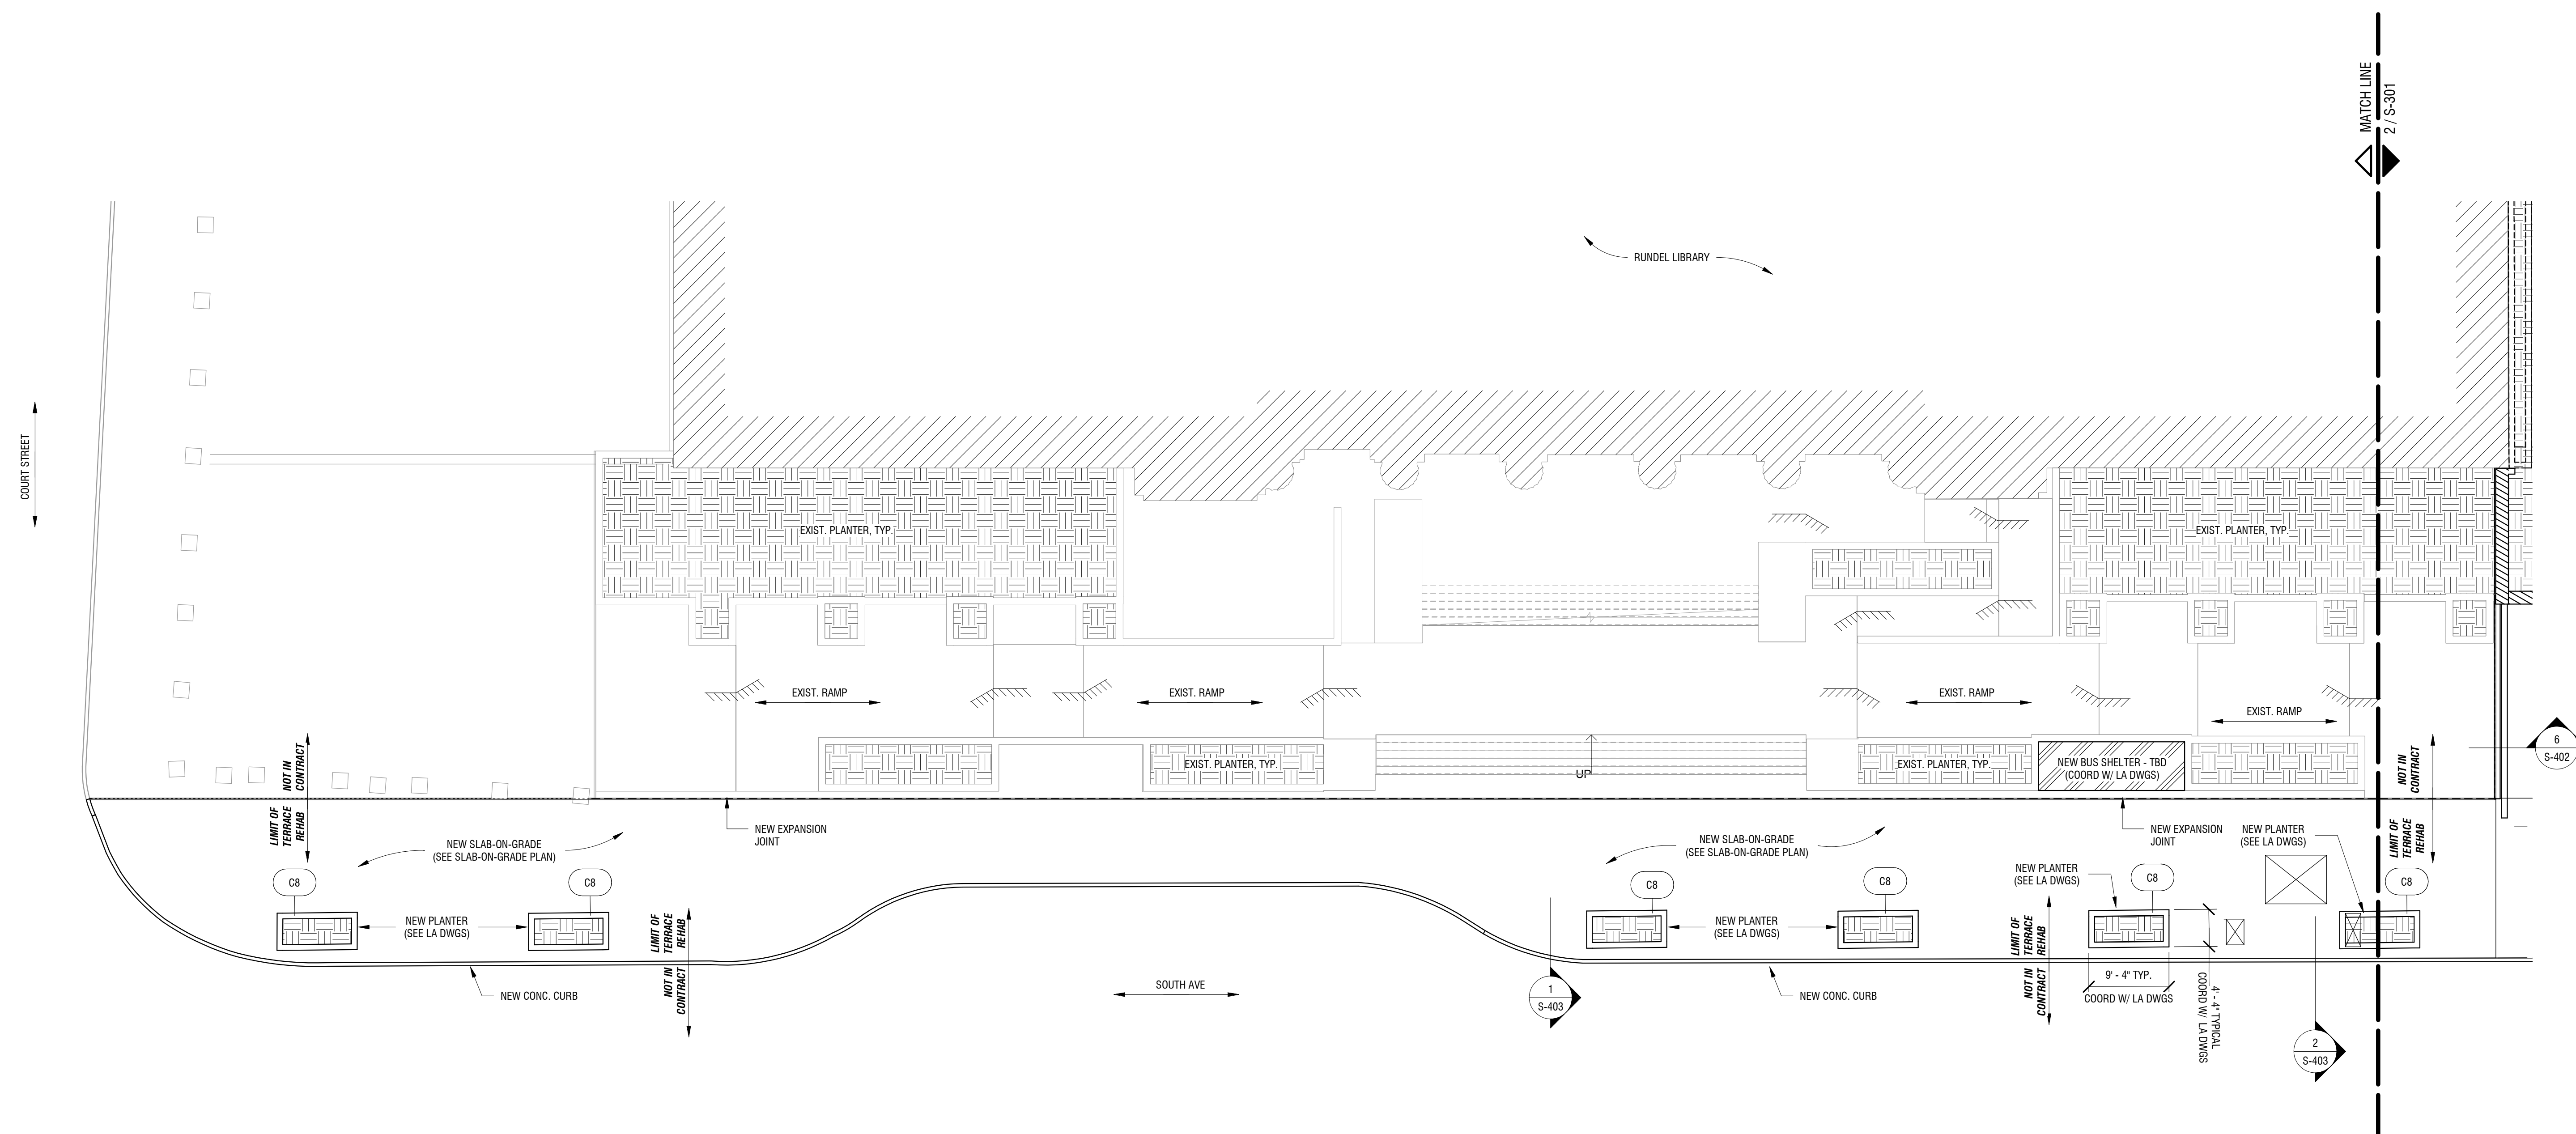 MATCH LINE
2 / S-301
RUNDEL LIBRARY
COURT STREET
EXIST. PLANTER, TYP.
EXIST. PLANTER, TYP.
EXIST. RAMP
EXIST. RAMP
EXIST. RAMP
EXIST. RAMP
EXIST. PLANTER, TYP.
UP
EXIST. PLANTER, TYP.
NEW BUS SHELTER - TBD
(COORD W/ LA DWGS)
6
S-402
NOT IN
CONTRACT
LIMIT OF
TERRACE
REHAB
NOT IN
CONTRACT
LIMIT OF
TERRACE
REHAB
NEW EXPANSION
JOINT
NEW SLAB-ON-GRADE
(SEE SLAB-ON-GRADE PLAN)
NEW SLAB-ON-GRADE
(SEE SLAB-ON-GRADE PLAN)
NEW EXPANSION
JOINT
NEW PLANTER
(SEE LA DWGS)
NEW PLANTER
(SEE LA DWGS)
C8
C8
C8
C8
C8
C8
NEW PLANTER
(SEE LA DWGS)
NEW PLANTER
(SEE LA DWGS)
LIMIT OF
TERRACE
REHAB
NOT IN
CONTRACT
LIMIT OF
TERRACE
REHAB
NOT IN
CONTRACT
NEW CONC. CURB
SOUTH AVE
1
S-403
NEW CONC. CURB
9' - 4" TYP.
COORD W/ LA DWGS
4' - 4" TYPICAL
COORD W/ LA DWGS
2
S-403